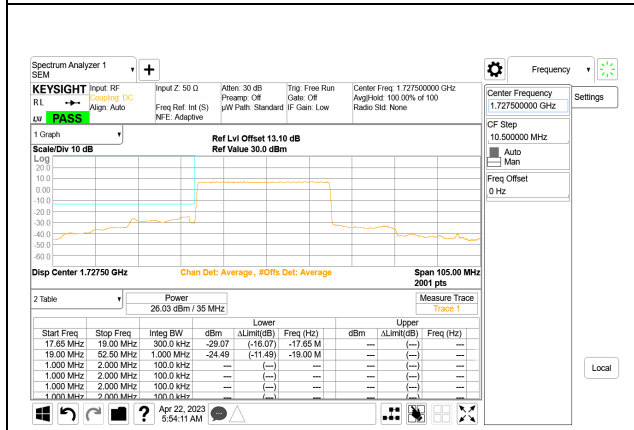 Spectrum Analyzer 1
SEM
+
Frequency
KEYSIGHT Input: RF Input Z: 50 Ω Atten: 30 dB Trig: Free Run Center Freq: 1.727500000 GHz
RL Coupling: DC Preamp: Off Gate: Off Avg|Hold: 100.00% of 100
Align: Auto Freq Ref: Int (S) µW Path: Standard IF Gain: Low Radio Std: None
LXI PASS NFE: Adaptive
Center Frequency
1.727500000 GHz
Settings
CF Step
10.500000 MHz
Auto
Man
Freq Offset
0 Hz
Local
1 Graph
Ref Lvl Offset 13.10 dB
Scale/Div 10 dB Ref Value 30.0 dBm
Log
20.0
10.0
0.00
-10.0
-20.0
-30.0
-40.0
-50.0
-60.0
Disp Center 1.72750 GHz Chan Det: Average, #Offs Det: Average Span 105.00 MHz
2001 pts
2 Table Power Measure Trace
26.03 dBm / 35 MHz Trace 1
Lower Upper
Start Freq Stop Freq Integ BW dBm ΔLimit(dB) Freq (Hz) dBm ΔLimit(dB) Freq (Hz)
17.65 MHz 19.00 MHz 300.0 kHz -29.07 (-16.07) -17.65 M --- (---) ---
19.00 MHz 52.50 MHz 1.000 MHz -24.49 (-11.49) -19.00 M --- (---) ---
1.000 MHz 2.000 MHz 100.0 kHz --- (---) --- --- (---) ---
1.000 MHz 2.000 MHz 100.0 kHz --- (---) --- --- (---) ---
1.000 MHz 2.000 MHz 100.0 kHz --- (---) --- --- (---) ---
1.000 MHz 2.000 MHz 100.0 kHz --- (---) --- --- (---) ---
? Apr 22, 2023
5:54:11 AM